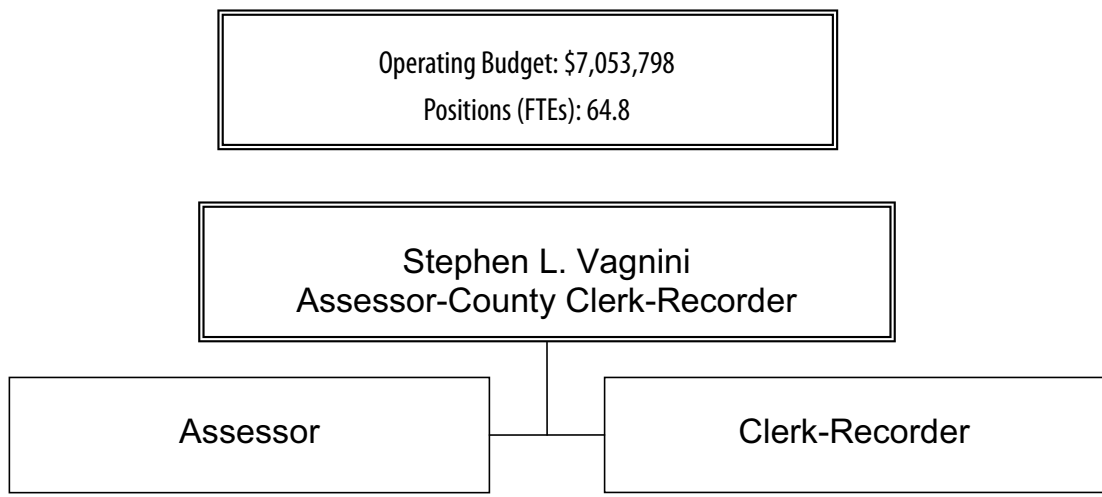 Operating Budget: $7,053,798
Positions (FTEs): 64.8
Stephen L. Vagnini
Assessor-County Clerk-Recorder
Assessor
Clerk-Recorder